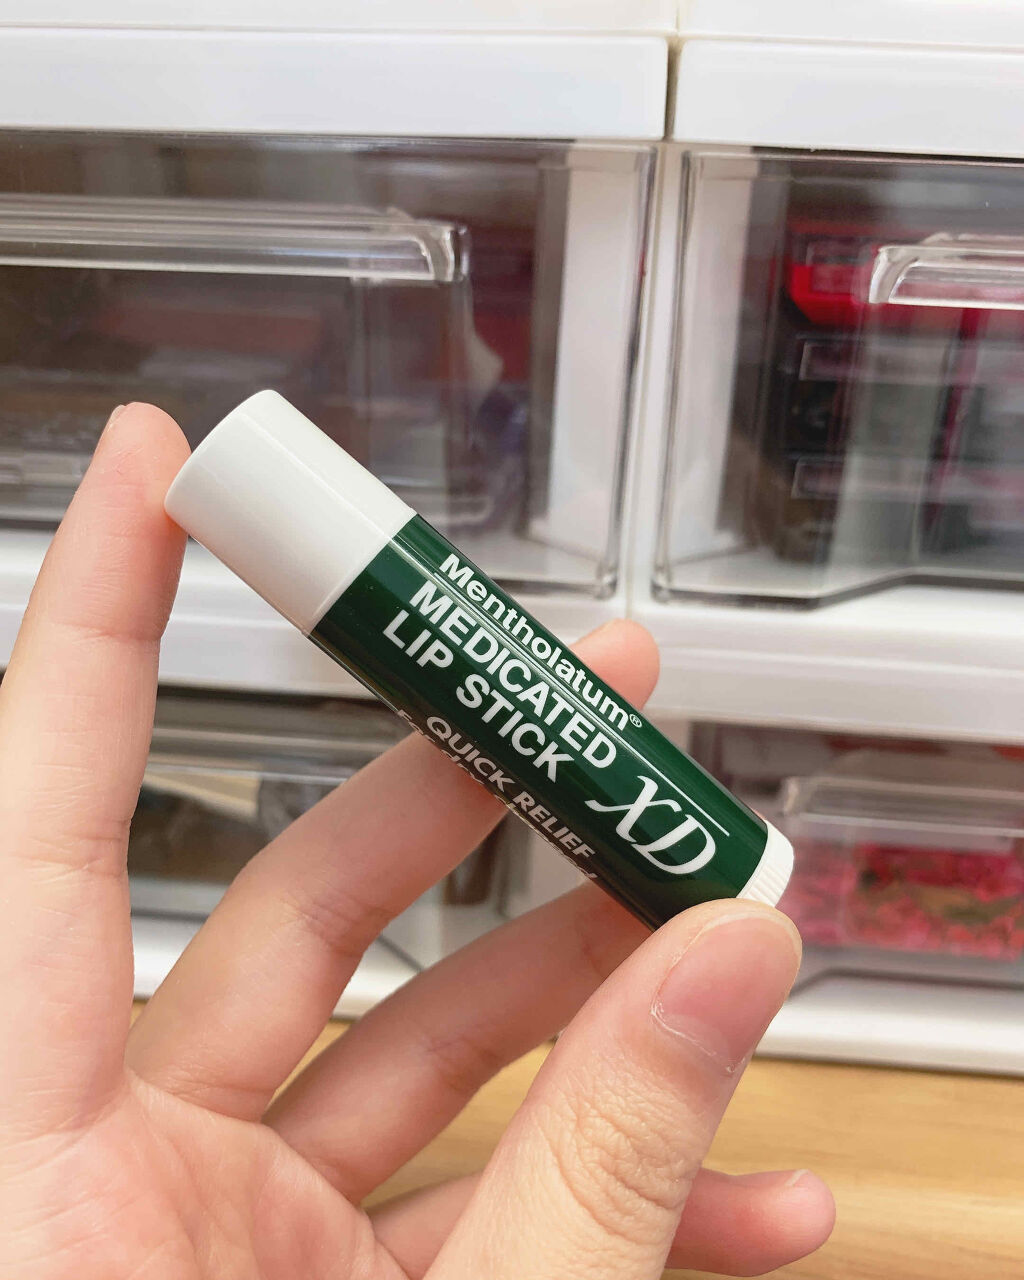 Mentholatum®
MEDICATED
LIP STICK XD
QUICK RELIEF